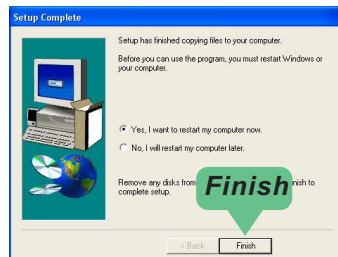 Setup Complete
Setup has finished copying files to your computer.
Before you can use the program, you must restart Windows or
your computer.
Yes, I want to restart my computer now.
No, I will restart my computer later.
Remove any disks from
nish to
complete setup.
Finish
< Back
Finish